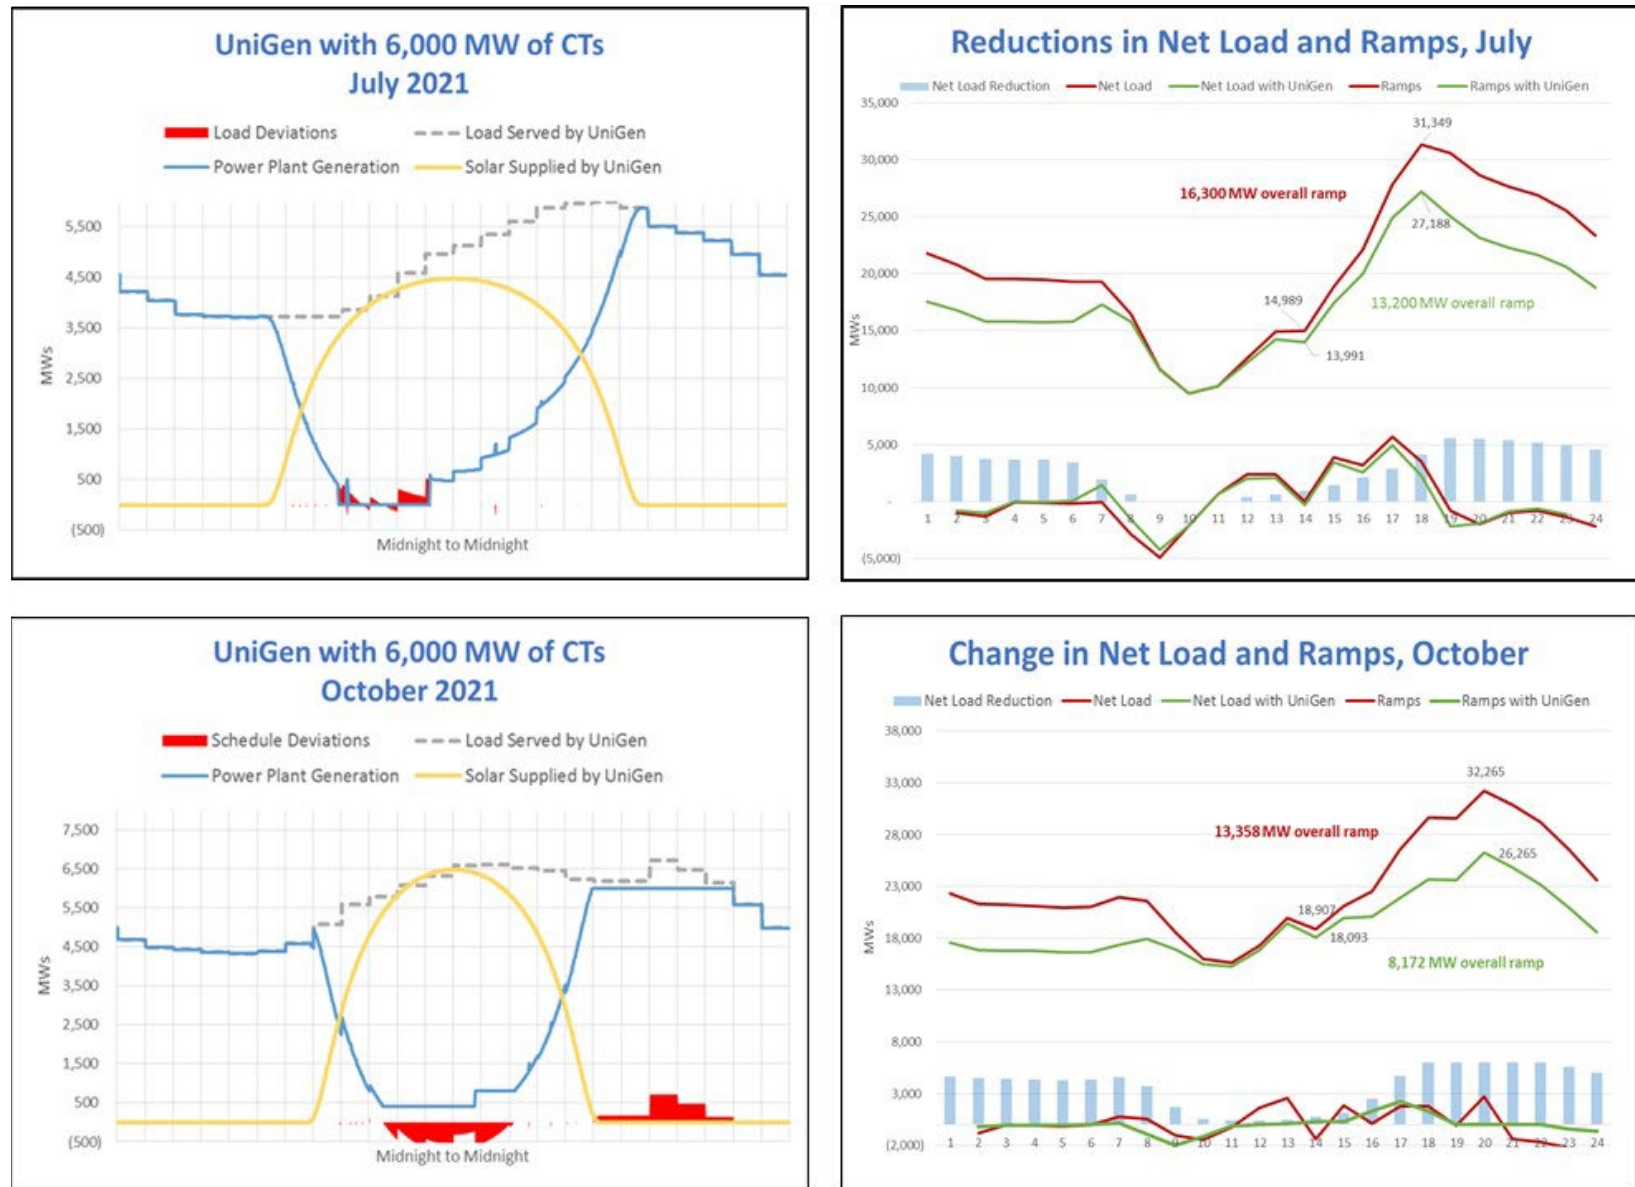 UniGen with 6,000 MW of CTs
July 2021
Load Deviations
Load Served by UniGen
Power Plant Generation
Solar Supplied by UniGen
5,500
4,500
3,500
2,500
1,500
500
(500)
MWs
Midnight to Midnight
Reductions in Net Load and Ramps, July
Net Load Reduction
Net Load
Net Load with UniGen
Ramps
Ramps with UniGen
35,000
30,000
25,000
20,000
15,000
10,000
5,000
-
(5,000)
MWs
31,349
16,300 MW overall ramp
27,188
14,989
13,200 MW overall ramp
13,991
1 2 3 4 5 6 7 8 9 10 11 12 13 14 15 16 17 18 19 20 21 22 23 24
UniGen with 6,000 MW of CTs
October 2021
Schedule Deviations
Load Served by UniGen
Power Plant Generation
Solar Supplied by UniGen
7,500
6,500
5,500
4,500
3,500
2,500
1,500
500
(500)
MWs
Midnight to Midnight
Change in Net Load and Ramps, October
Net Load Reduction
Net Load
Net Load with UniGen
Ramps
Ramps with UniGen
38,000
33,000
28,000
23,000
18,000
13,000
8,000
3,000
(2,000)
MWs
32,265
13,358 MW overall ramp
26,265
18,907
18,093
8,172 MW overall ramp
1 2 3 4 5 6 7 8 9 10 11 12 13 14 15 16 17 18 19 20 21 22 23 24